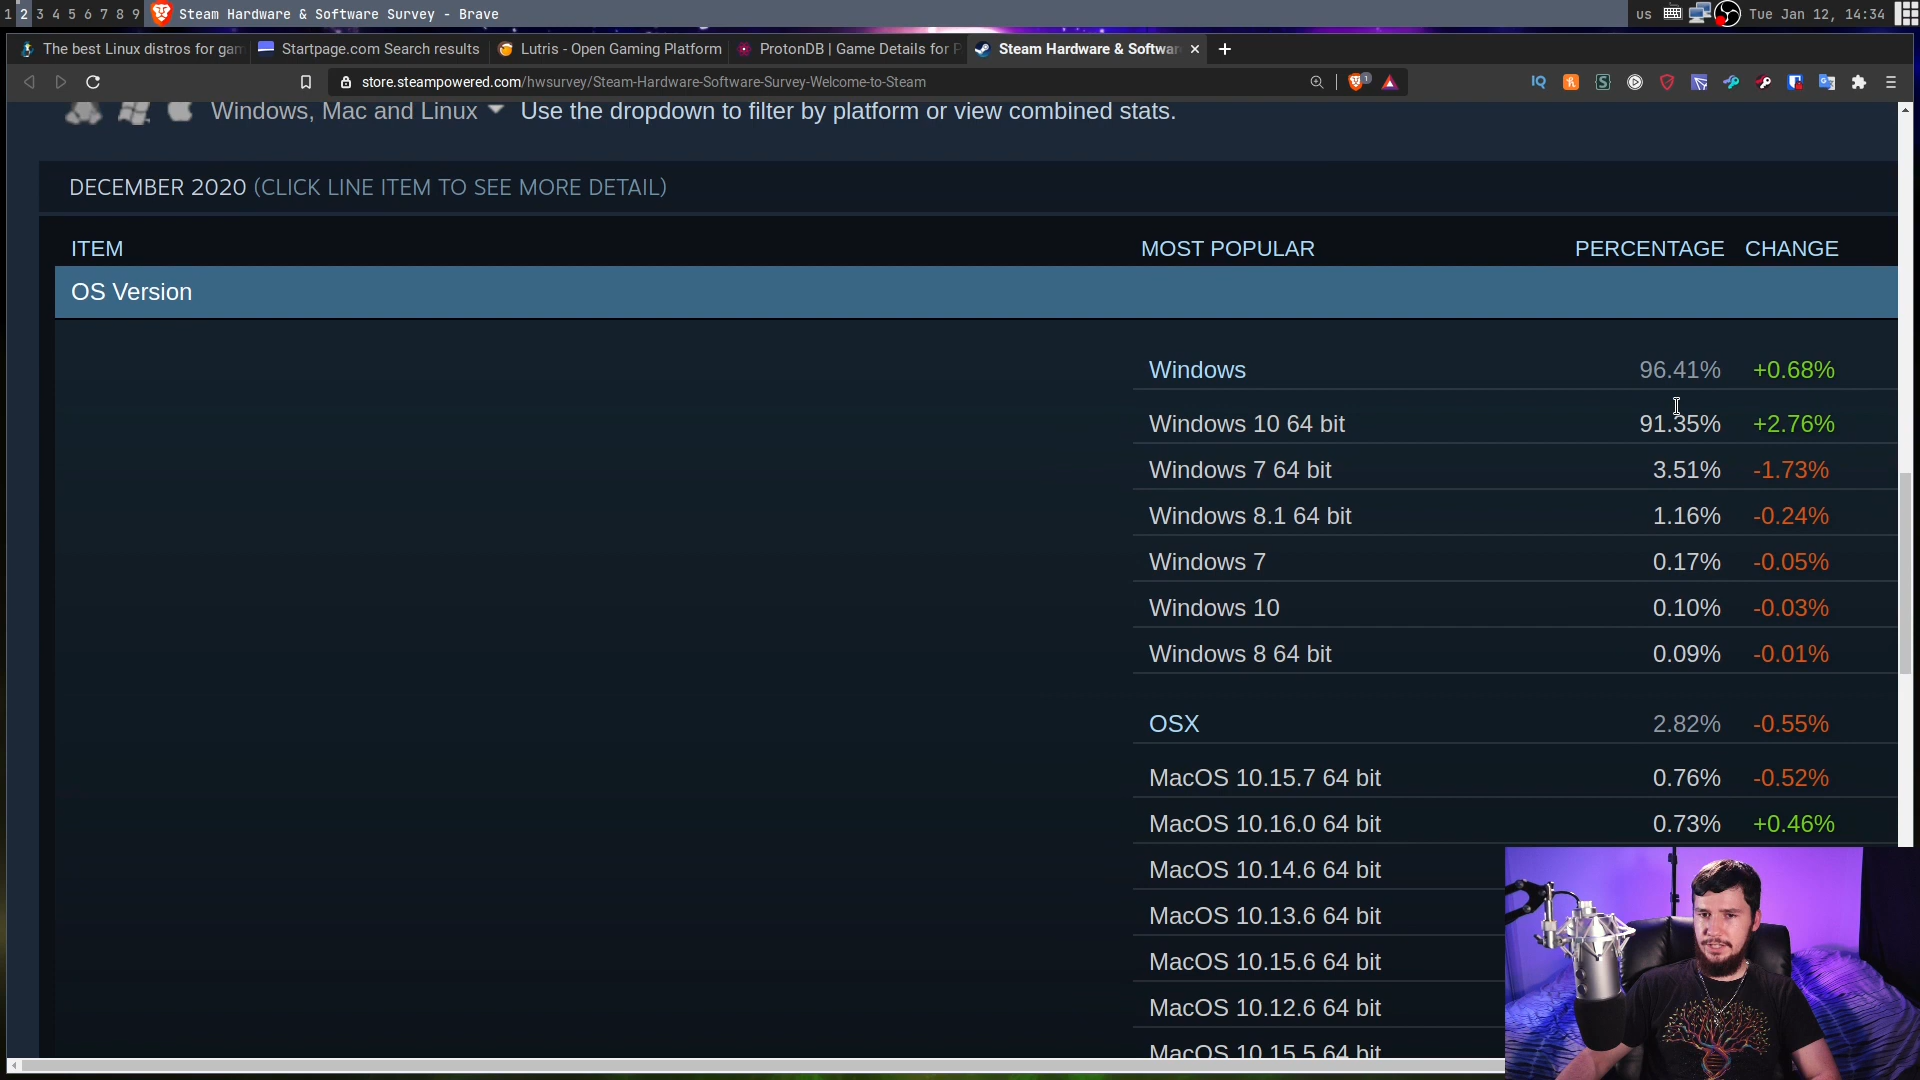 1 2 3 4 5 6 7 8 9 Steam Hardware & Software Survey - Brave us Tue Jan 12, 14:34
The best Linux distros for gam Startpage.com Search results Lutris - Open Gaming Platform ProtonDB | Game Details for P Steam Hardware & Softwar
store.steampowered.com/hwsurvey/Steam-Hardware-Software-Survey-Welcome-to-Steam 1 IQ
Windows, Mac and Linux Use the dropdown to filter by platform or view combined stats.
DECEMBER 2020 (CLICK LINE ITEM TO SEE MORE DETAIL)
ITEM MOST POPULAR PERCENTAGE CHANGE
OS Version
Windows 96.41% +0.68%
Windows 10 64 bit 91.35% +2.76%
Windows 7 64 bit 3.51% -1.73%
Windows 8.1 64 bit 1.16% -0.24%
Windows 7 0.17% -0.05%
Windows 10 0.10% -0.03%
Windows 8 64 bit 0.09% -0.01%
OSX 2.82% -0.55%
MacOS 10.15.7 64 bit 0.76% -0.52%
MacOS 10.16.0 64 bit 0.73% +0.46%
MacOS 10.14.6 64 bit
MacOS 10.13.6 64 bit
MacOS 10.15.6 64 bit
MacOS 10.12.6 64 bit
MacOS 10.15.5 64 bit